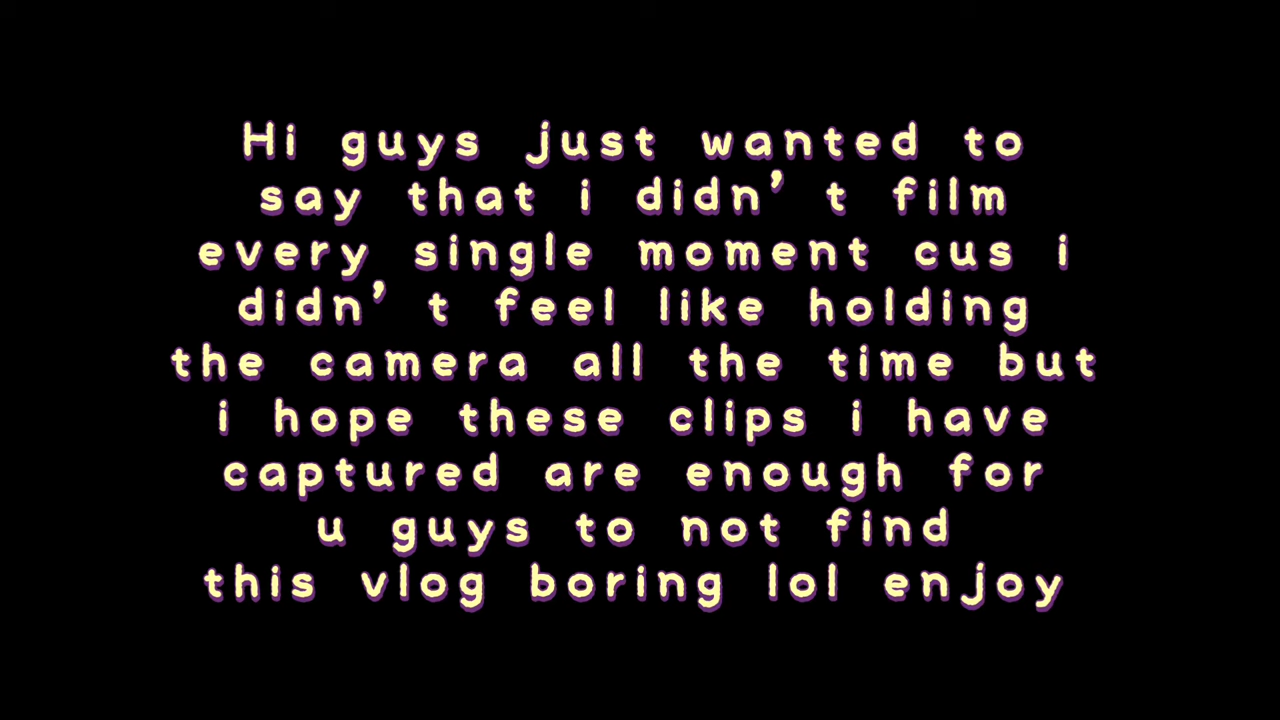 Hi guys just wanted to
say that i didn’ t film
every single moment cus i
didn’ t feel like holding
the camera all the time but
i hope these clips i have
captured are enough for
u guys to not find
this vlog boring lol enjoy